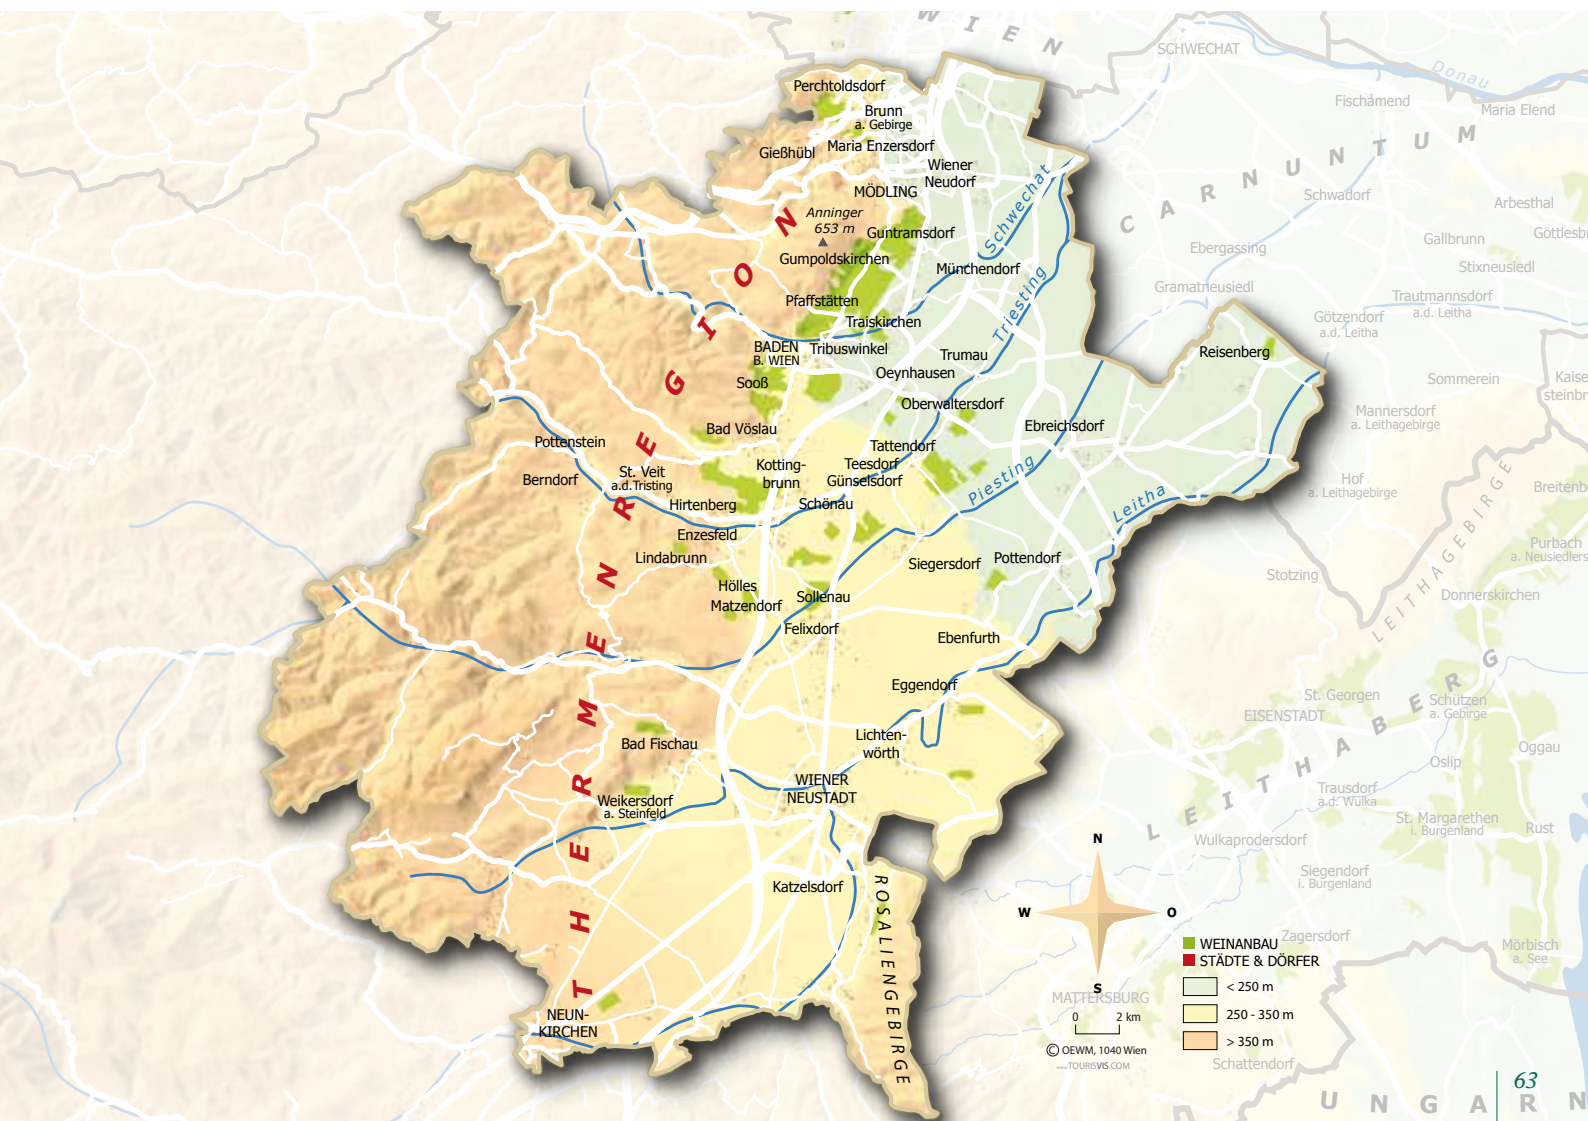 WIEN
SCHWECHAT
Donau
Fischamend
Maria Elend
CARNUNTUM
Schwadorf
Arbesthal
Ebergassing
Gallbrunn
Göttlesb
Stixneusiedl
Gramatneusiedl
Trautmannsdorf
a.d. Leitha
Götzendorf
a.d. Leitha
Sommerein
Kaise
steinbr
Mannersdorf
a. Leithagebirge
Hof
a. Leithagebirge
Breitenb
LEITHAGEBIRGE
Purbach
a. Neusiedlers
Stotzing
Donnerskirchen
St. Georgen
EISENSTADT
Schützen
a. Gebirge
LEITHABERG
Oggau
Oslip
Trausdorf
a.d. Wulka
St. Margarethen
i. Burgenland
Rust
Wulkaprodersdorf
Siegendorf
i. Burgenland
Zagersdorf
Mörbisch
a. See
MATTERSBURG
Schattendorf
UNGARN
Perchtoldsdorf
Brunn
a. Gebirge
Gießhübl
Maria Enzersdorf
Wiener
Neudorf
MÖDLING
Anninger
653 m
Guntramsdorf
Gumpoldskirchen
Münchendorf
Schwechat
Triesting
Pfaffstätten
Traiskirchen
BADEN
B. WIEN
Tribuswinkel
Trumau
Oeynhausen
Reisenberg
Sooß
Oberwaltersdorf
Ebreichsdorf
Bad Vöslau
Tattendorf
Pottenstein
Berndorf
St. Veit
a.d.Tristing
Kotting-
brunn
Teesdorf
Günselsdorf
Piesting
Leitha
Hirtenberg
Schönau
Enzesfeld
Lindabrunn
Siegersdorf
Pottendorf
Hölles
Matzendorf
Sollenau
Felixdorf
Ebenfurth
Eggendorf
Bad Fischau
Lichten-
wörth
WIENER
NEUSTADT
Weikersdorf
a. Steinfeld
Katzelsdorf
ROSALIENGEBIRGE
NEUN-
KIRCHEN
THERMENREGION
N
W
O
S
0 2 km
© OEWM, 1040 Wien
www.TOURISVIS.COM
WEINANBAU
STÄDTE & DÖRFER
< 250 m
250 - 350 m
> 350 m
63